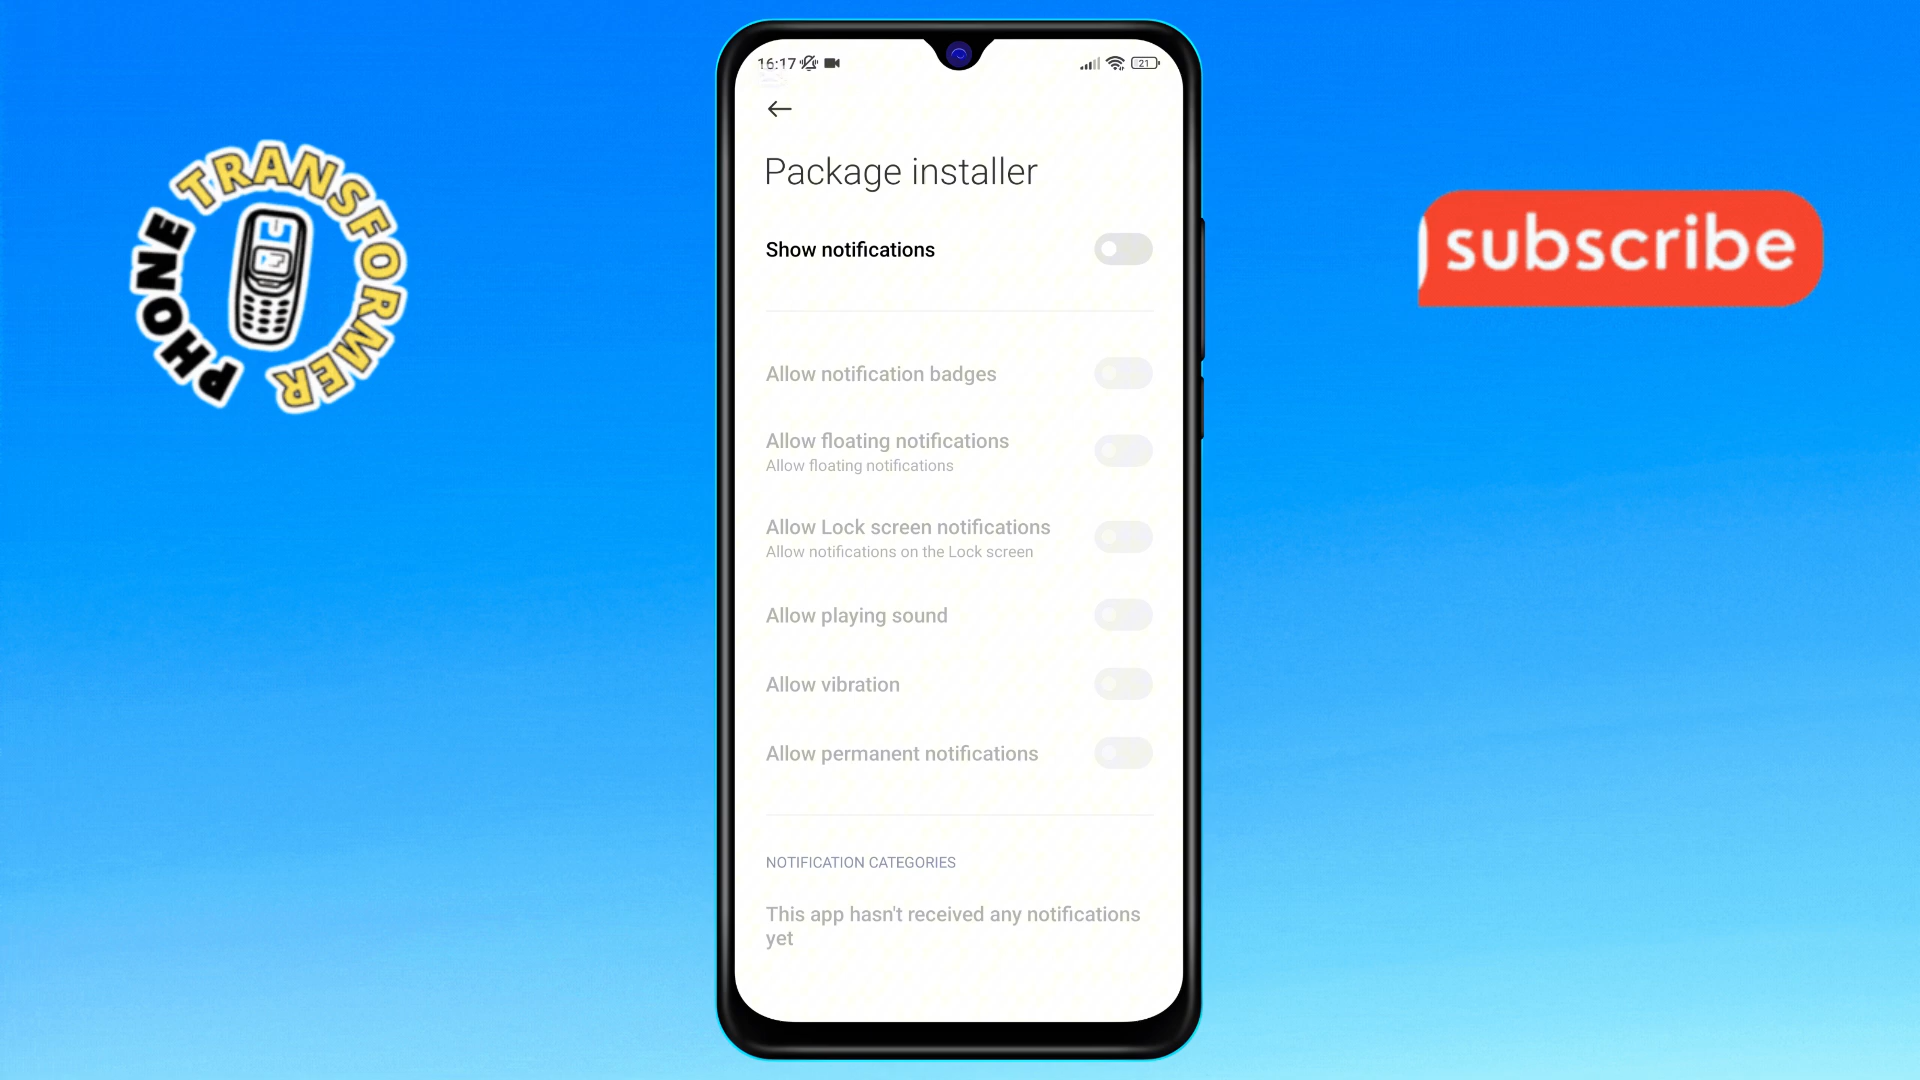 PHONE TRANSFORMER
16:17
21
Package installer
Show notifications
Allow notification badges
Allow floating notifications
Allow floating notifications
Allow Lock screen notifications
Allow notifications on the Lock screen
Allow playing sound
Allow vibration
Allow permanent notifications
NOTIFICATION CATEGORIES
This app hasn't received any notifications
yet
subscribe